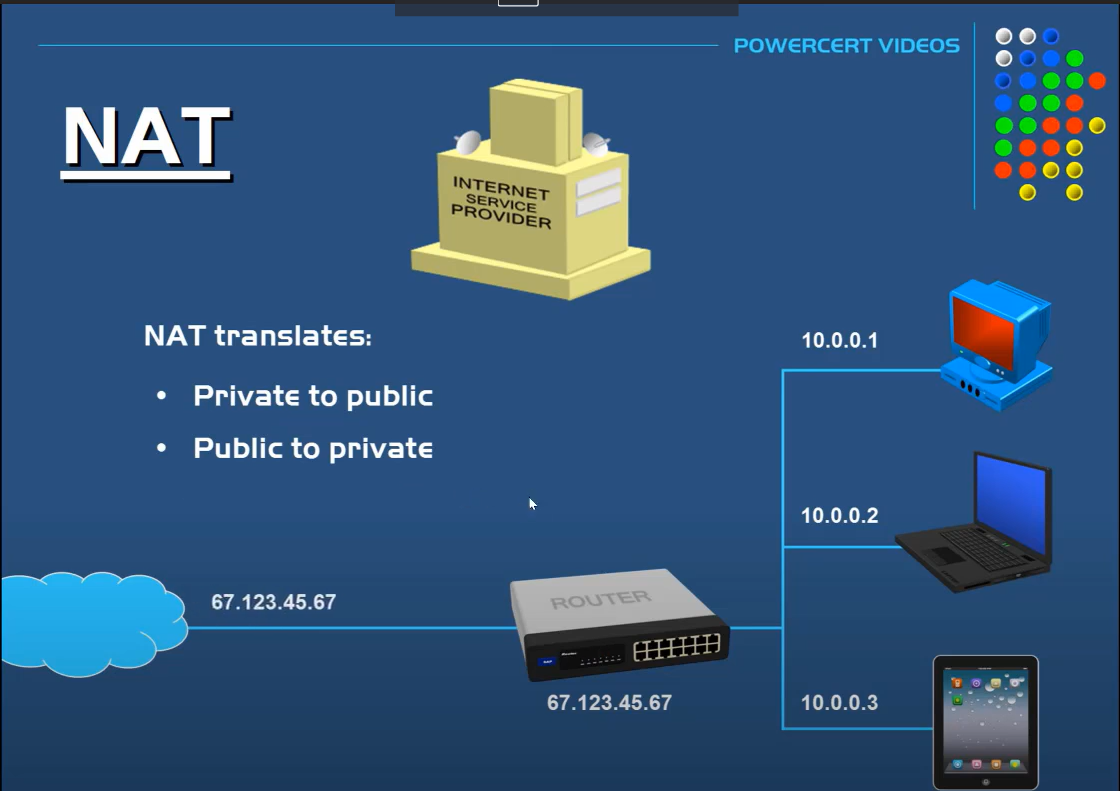 POWERCERT VIDEOS
NAT
INTERNET
SERVICE
PROVIDER
NAT translates:
• Private to public
• Public to private
10.0.0.1
10.0.0.2
67.123.45.67
ROUTER
67.123.45.67
10.0.0.3